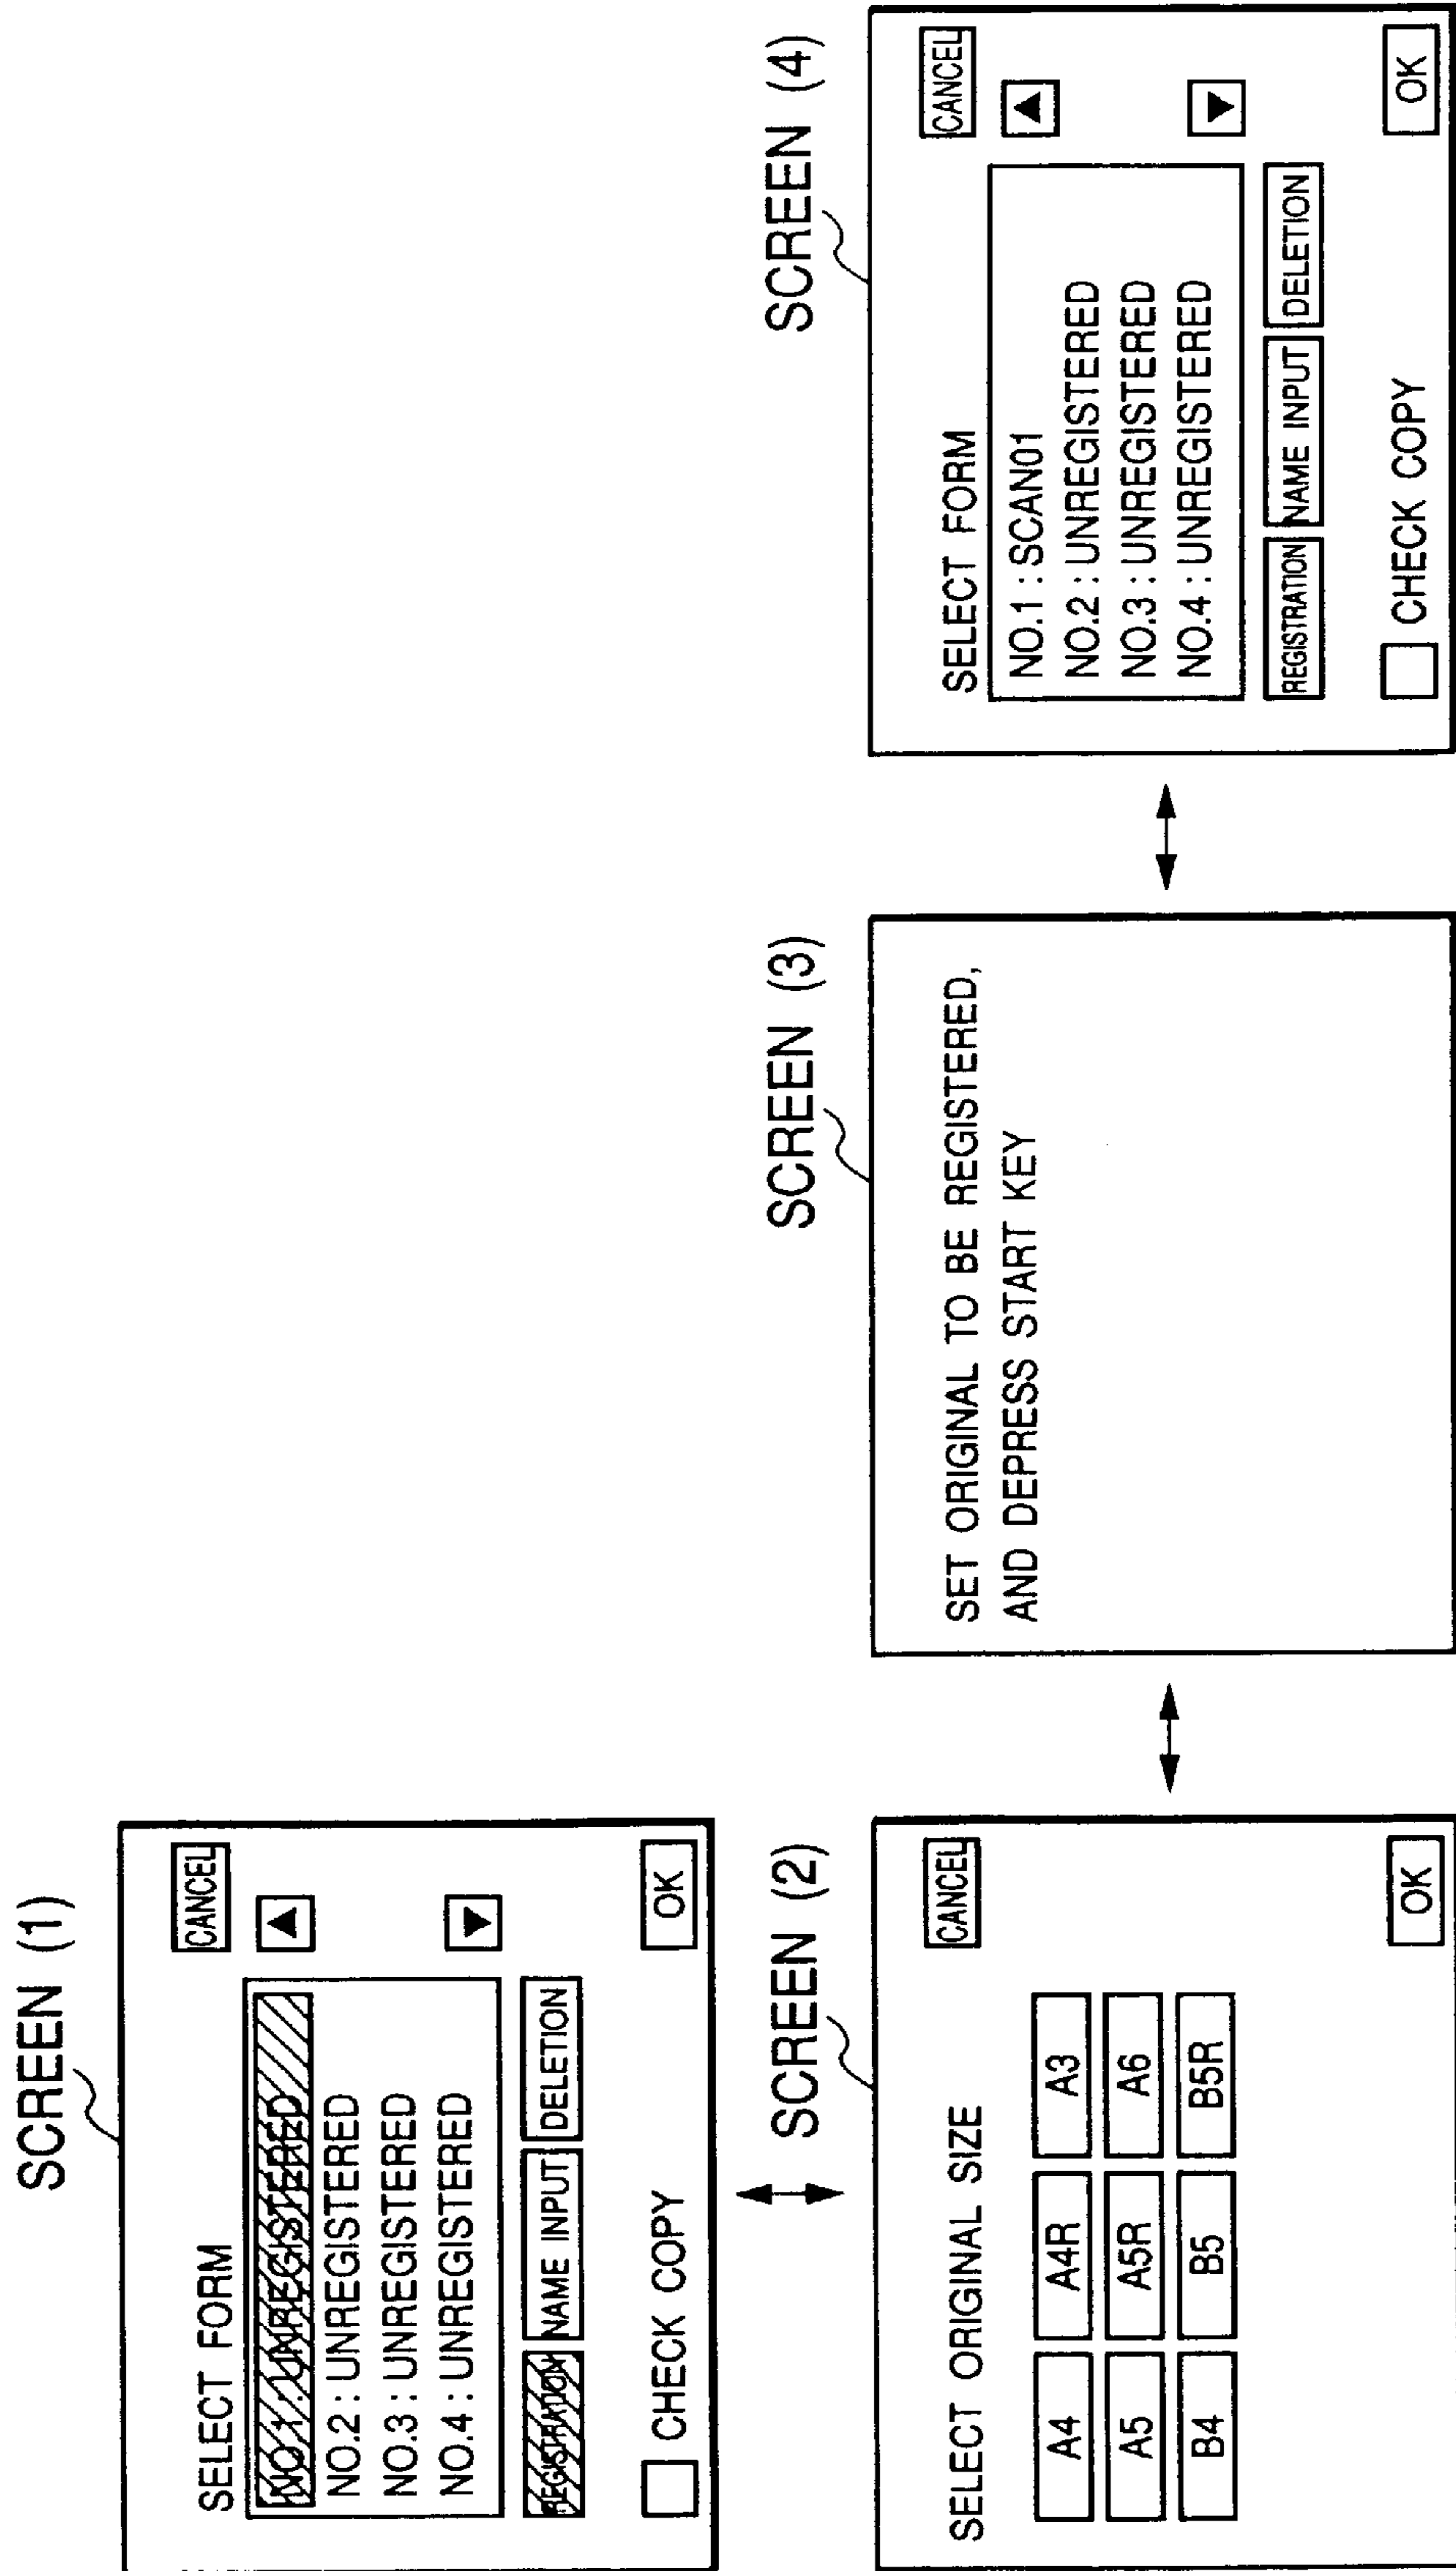 SCREEN (1)
CANCEL
SELECT FORM
▲
NO.1 : UNREGISTERED
NO.2 : UNREGISTERED
NO.3 : UNREGISTERED
NO.4 : UNREGISTERED
▼
REGISTRATION NAME INPUT DELETION
CHECK COPY
OK
SCREEN (2)
CANCEL
SELECT ORIGINAL SIZE
A4 A4R A3
A5 A5R A6
B4 B5 B5R
OK
SCREEN (3)
SET ORIGINAL TO BE REGISTERED,
AND DEPRESS START KEY
SCREEN (4)
CANCEL
SELECT FORM
▲
NO.1 : SCAN01
NO.2 : UNREGISTERED
NO.3 : UNREGISTERED
NO.4 : UNREGISTERED
▼
REGISTRATION NAME INPUT DELETION
CHECK COPY
OK